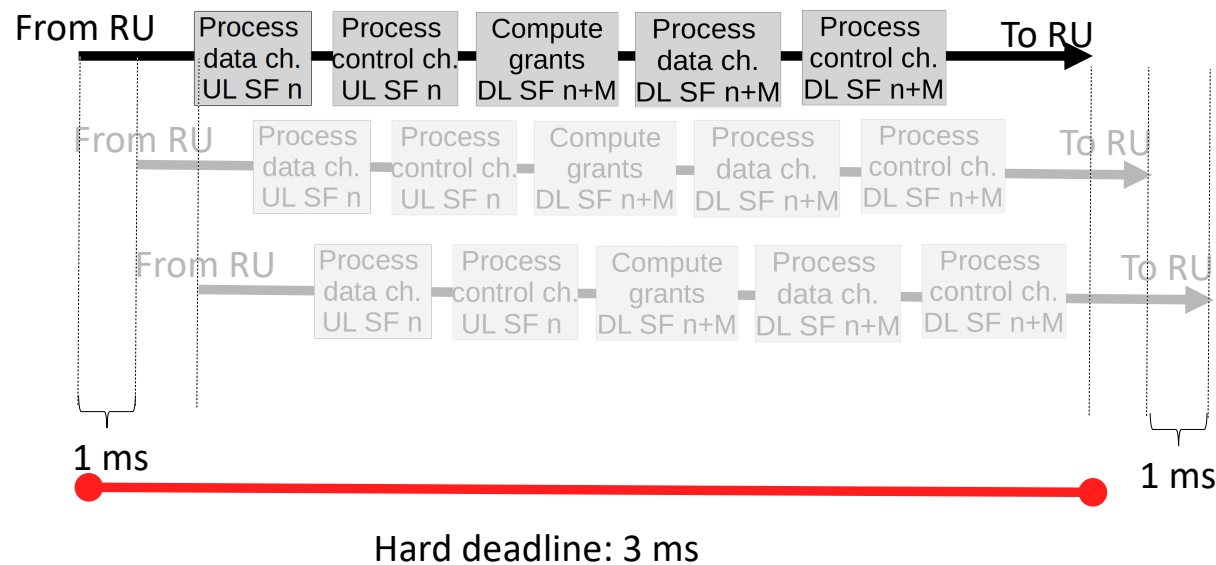 From RU
Process
data ch.
UL SF n
Process
control ch.
UL SF n
Compute
grants
DL SF n+M
Process
data ch.
DL SF n+M
Process
control ch.
DL SF n+M
To RU
From RU
Process
data ch.
UL SF n
Process
control ch.
UL SF n
Compute
grants
DL SF n+M
Process
data ch.
DL SF n+M
Process
control ch.
DL SF n+M
To RU
From RU
Process
data ch.
UL SF n
Process
control ch.
UL SF n
Compute
grants
DL SF n+M
Process
data ch.
DL SF n+M
Process
control ch.
DL SF n+M
To RU
1 ms
1 ms
Hard deadline: 3 ms